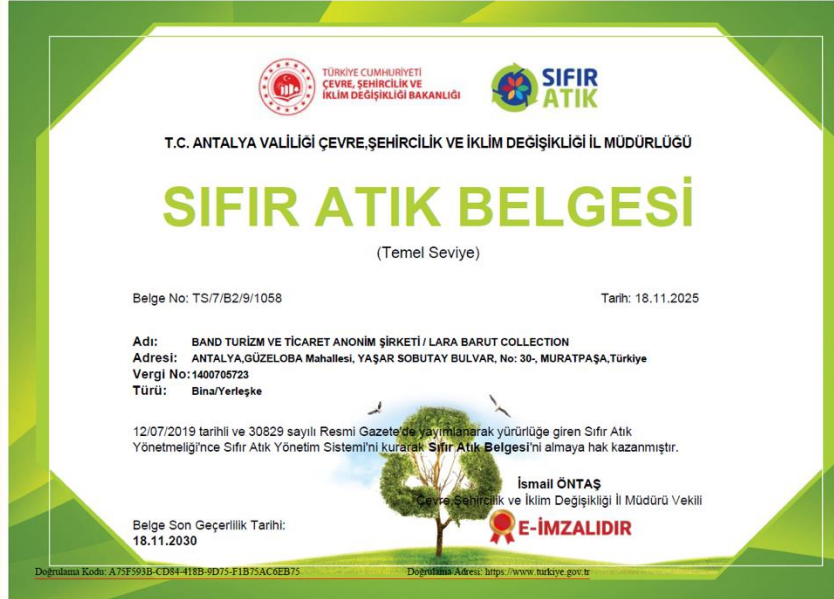 TÜRKİYE CUMHURİYETİ
ÇEVRE, ŞEHİRCİLİK VE
İKLİM DEĞİŞİKLİĞİ BAKANLIĞI
SIFIR
ATIK
T.C. ANTALYA VALİLİĞİ ÇEVRE,ŞEHİRCİLİK VE İKLİM DEĞİŞİKLİĞİ İL MÜDÜRLÜĞÜ
SIFIR ATIK BELGESİ
(Temel Seviye)
Belge No: TS/7/B2/9/1058 Tarih: 18.11.2025
Adı: BAND TURİZM VE TİCARET ANONİM ŞİRKETİ / LARA BARUT COLLECTION
Adresi: ANTALYA,GÜZELOBA Mahallesi, YAŞAR SOBUTAY BULVAR, No: 30-, MURATPAŞA,Türkiye
Vergi No:1400705723
Türü: Bina/Yerleşke
12/07/2019 tarihli ve 30829 sayılı Resmi Gazete'de yayımlanarak yürürlüğe giren Sıfır Atık
Yönetmeliği'nce Sıfır Atık Yönetim Sistemi'ni kurarak Sıfır Atık Belgesi'ni almaya hak kazanmıştır.
İsmail ÖNTAŞ
Çevre,Şehircilik ve İklim Değişikliği İl Müdürü Vekili
E-İMZALIDIR
Belge Son Geçerlilik Tarihi:
18.11.2030
Doğrulama Kodu: A75F593B-CD84-418B-9D75-F1B75AC6EB75 Doğrulama Adresi: https://www.turkiye.gov.tr